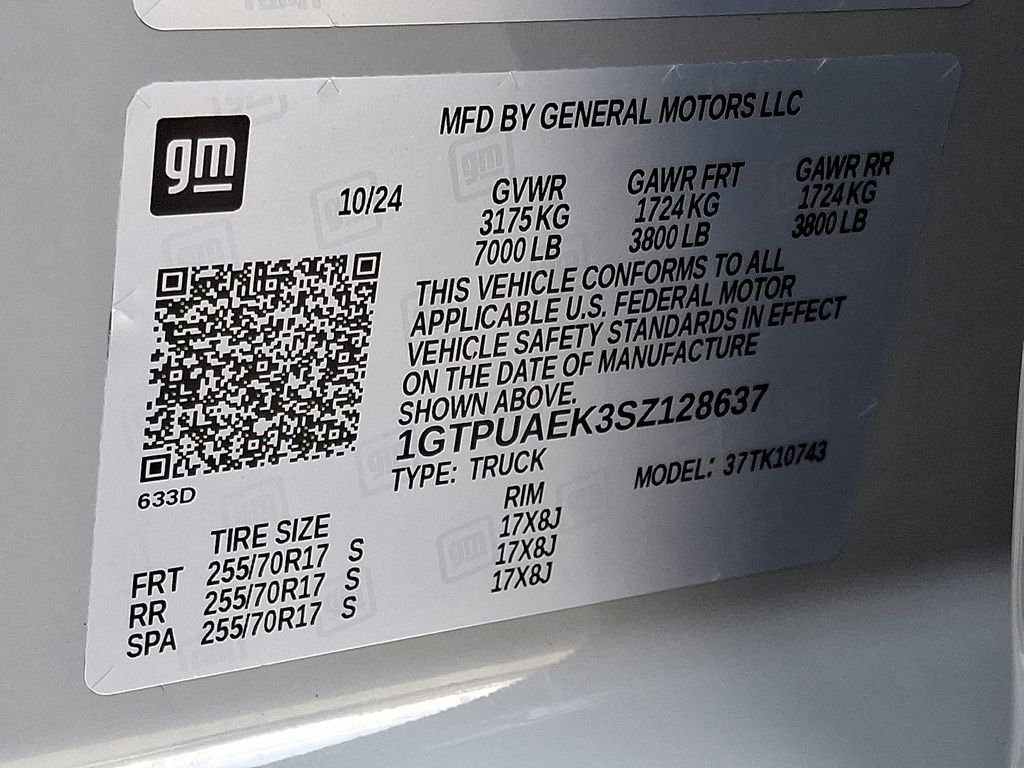 gm
MFD BY GENERAL MOTORS LLC
10/24 GVWR GAWR FRT GAWR RR
3175 KG 1724 KG 1724 KG
7000 LB 3800 LB 3800 LB
THIS VEHICLE CONFORMS TO ALL
APPLICABLE U.S. FEDERAL MOTOR
VEHICLE SAFETY STANDARDS IN EFFECT
ON THE DATE OF MANUFACTURE
SHOWN ABOVE.
1GTPUAEK3SZ128637
TYPE: TRUCK MODEL: 37TK10743
633D
TIRE SIZE RIM
FRT 255/70R17 S 17X8J
RR 255/70R17 S 17X8J
SPA 255/70R17 S 17X8J